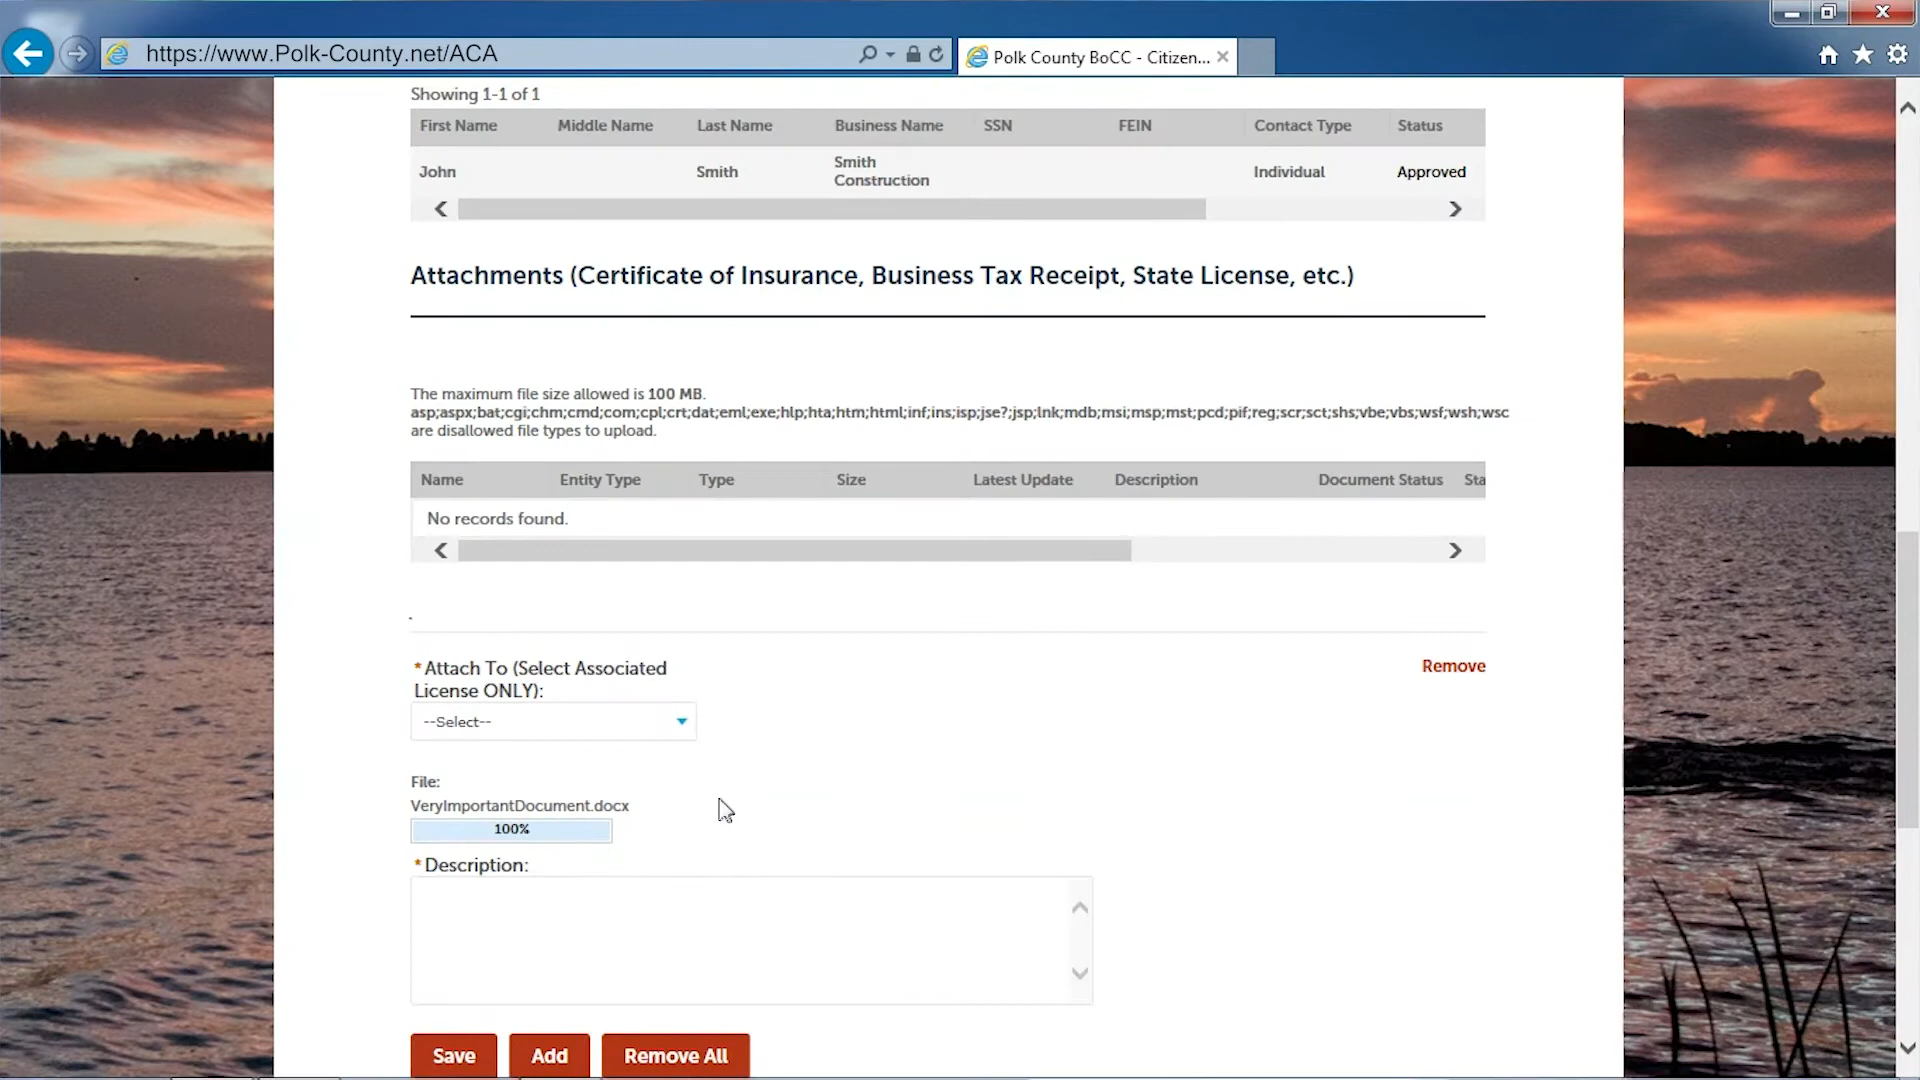 https://www.Polk-County.net/ACA
Polk County BoCC - Citizen...
Showing 1-1 of 1
First Name Middle Name Last Name Business Name SSN FEIN Contact Type Status
John Smith Smith Construction Individual Approved
Attachments (Certificate of Insurance, Business Tax Receipt, State License, etc.)
The maximum file size allowed is 100 MB.
asp;aspx;bat;cgi;chm;cmd;com;cpl;crt;dat;eml;exe;hlp;hta;htm;html;inf;ins;isp;jse?;jsp;lnk;mdb;msi;msp;mst;pcd;pif;reg;scr;sct;shs;vbe;vbs;wsf;wsh;wsc
are disallowed file types to upload.
Name Entity Type Type Size Latest Update Description Document Status Sta
No records found.
.
*Attach To (Select Associated
License ONLY):
Remove
--Select--
File:
VeryImportantDocument.docx
100%
*Description:
Save Add Remove All